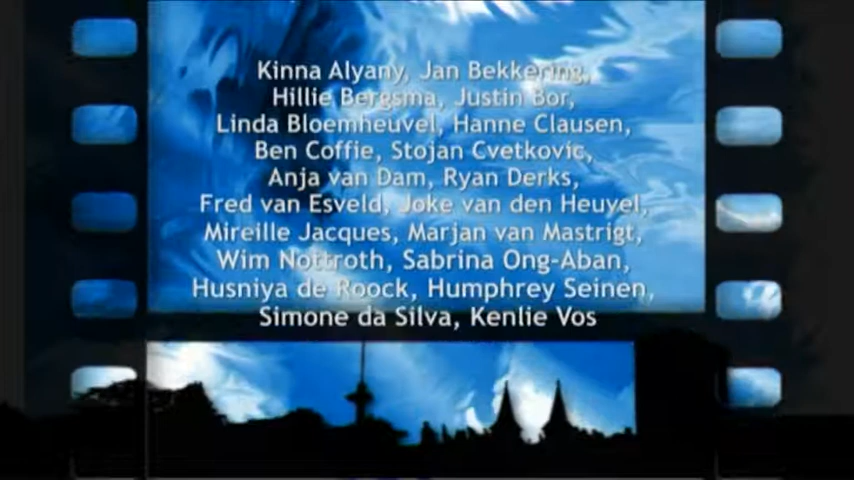 Kinna Alyany, Jan Bekkering,
Hillie Bergsma, Justin Bor,
Linda Bloemheuvel, Hanne Clausen,
Ben Coffie, Stojan Cvetkovic,
Anja van Dam, Ryan Derks,
Fred van Esveld, Joke van den Heuvel,
Mireille Jacques, Marjan van Mastrigt,
Wim Nottroth, Sabrina Ong-Aban,
Husniya de Roock, Humphrey Seinen,
Simone da Silva, Kenlie Vos